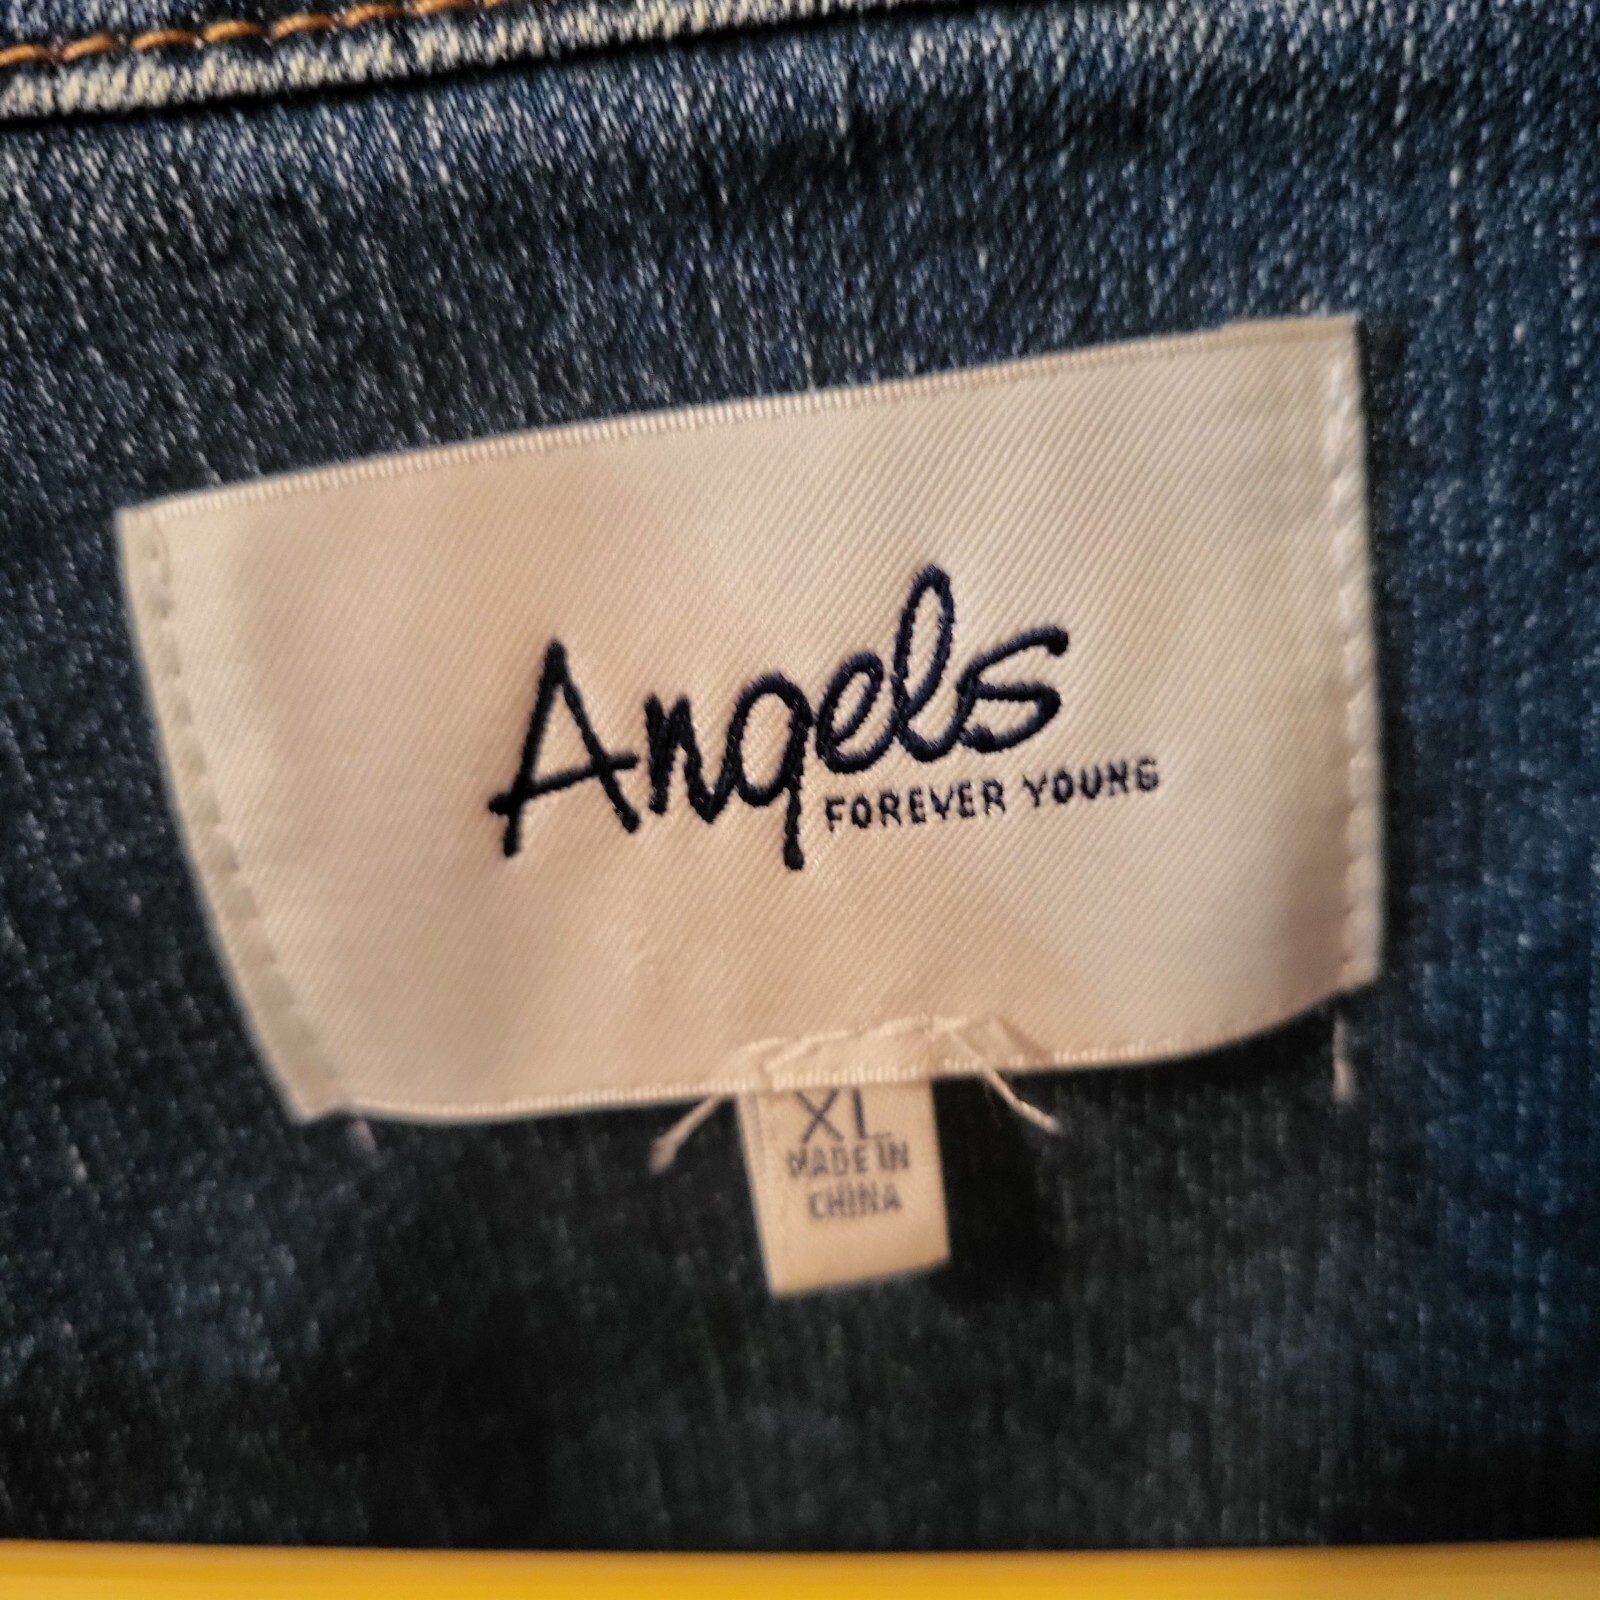 Angels
FOREVER YOUNG
XL
MADE IN
CHINA